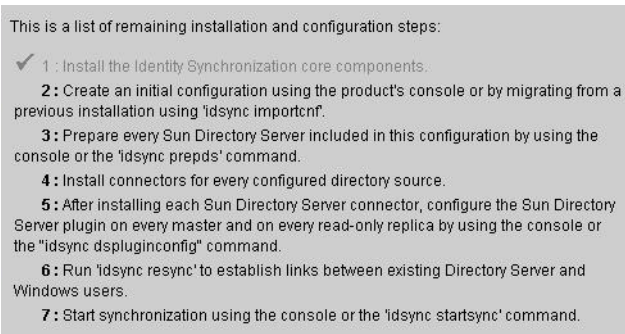 This is a list of remaining installation and configuration steps:
✔ 1 : Install the Identity Synchronization core components.
2 : Create an initial configuration using the product's console or by migrating from a
previous installation using 'idsync importcnf'.
3 : Prepare every Sun Directory Server included in this configuration by using the
console or the 'idsync prepds' command.
4 : Install connectors for every configured directory source.
5 : After installing each Sun Directory Server connector, configure the Sun Directory
Server plugin on every master and on every read-only replica by using the console or
the "idsync dspluginconfig" command.
6 : Run 'idsync resync' to establish links between existing Directory Server and
Windows users.
7 : Start synchronization using the console or the 'idsync startsync' command.